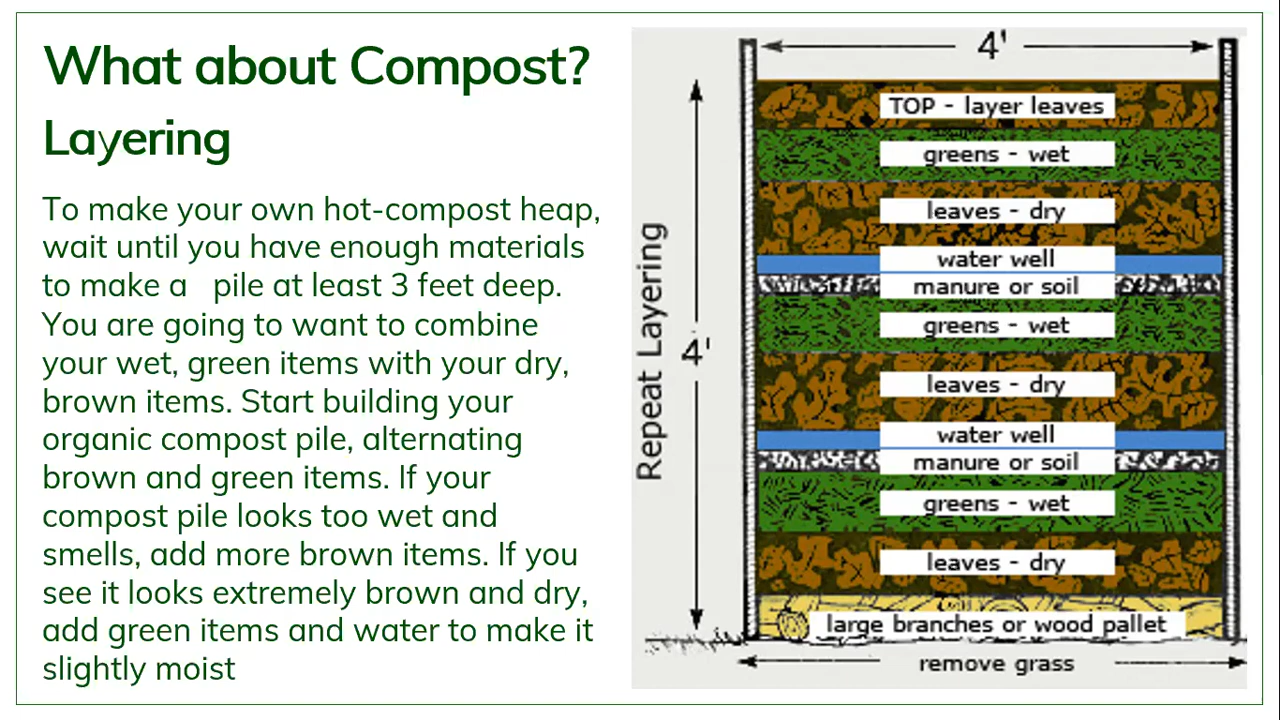 What about Compost?
Layering
To make your own hot-compost heap,
wait until you have enough materials
to make a   pile at least 3 feet deep.
You are going to want to combine
your wet, green items with your dry,
brown items. Start building your
organic compost pile, alternating
brown and green items. If your
compost pile looks too wet and
smells, add more brown items. If you
see it looks extremely brown and dry,
add green items and water to make it
slightly moist
4'
Repeat Layering
4'
TOP - layer leaves
greens - wet
leaves - dry
water well
manure or soil
greens - wet
leaves - dry
water well
manure or soil
greens - wet
leaves - dry
large branches or wood pallet
remove grass